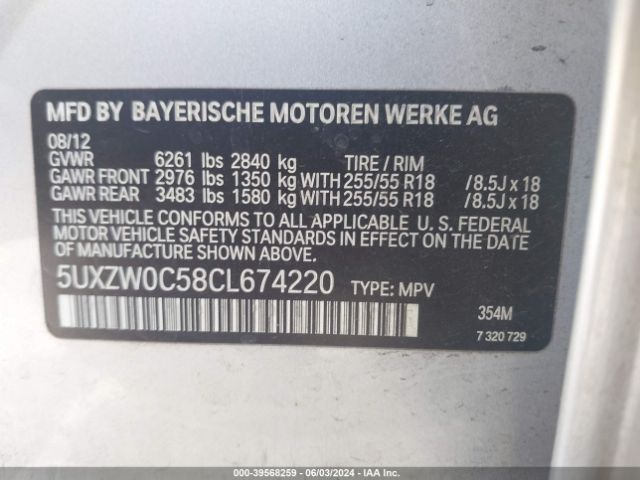 MFD BY BAYERISCHE MOTOREN WERKE AG
08/12
GVWR 6261 lbs 2840 kg TIRE / RIM
GAWR FRONT 2976 lbs 1350 kg WITH 255/55 R18 / 8.5J x 18
GAWR REAR 3483 lbs 1580 kg WITH 255/55 R18 / 8.5J x 18
THIS VEHICLE CONFORMS TO ALL APPLICABLE U. S. FEDERAL
MOTOR VEHICLE SAFETY STANDARDS IN EFFECT ON THE DATE
OF MANUFACTURE SHOWN ABOVE.
5UXZW0C58CL674220 TYPE: MPV
354M
7 320 729
000-39568259 | 06/03/2024 | IAA Inc.